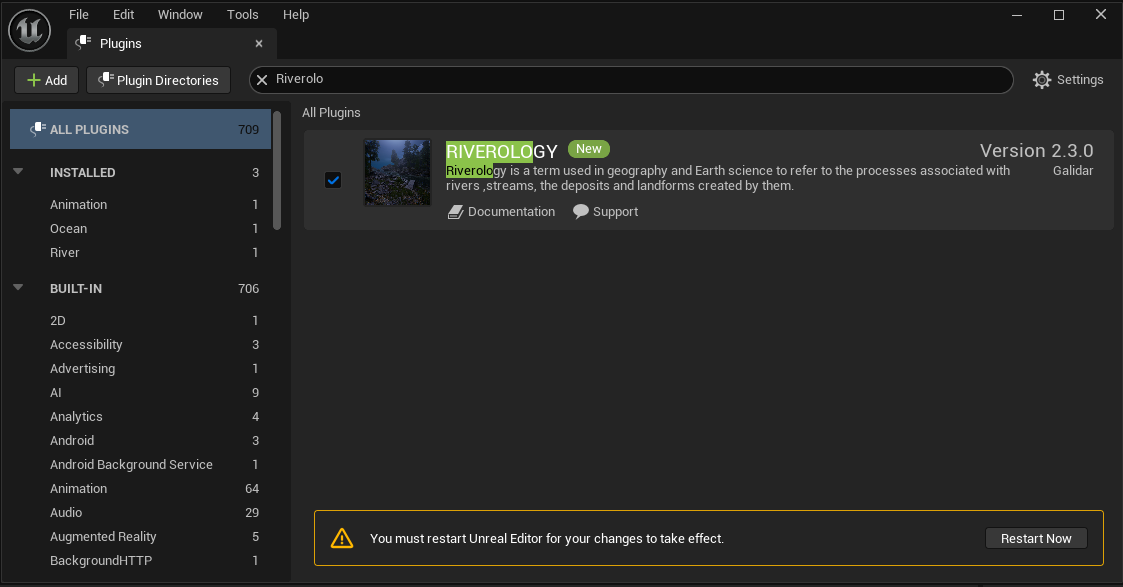 File Edit Window Tools Help
Plugins
Add Plugin Directories Riverolo Settings
ALL PLUGINS 709
INSTALLED 3
Animation 1
Ocean 1
River 1
BUILT-IN 706
2D 1
Accessibility 3
Advertising 1
AI 9
Analytics 4
Android 3
Android Background Service 1
Animation 64
Audio 29
Augmented Reality 5
BackgroundHTTP 1
All Plugins
RIVEROLOGY New Version 2.3.0
Riverology is a term used in geography and Earth science to refer to the processes associated with Galidar
rivers ,streams, the deposits and landforms created by them.
Documentation Support
You must restart Unreal Editor for your changes to take effect. Restart Now